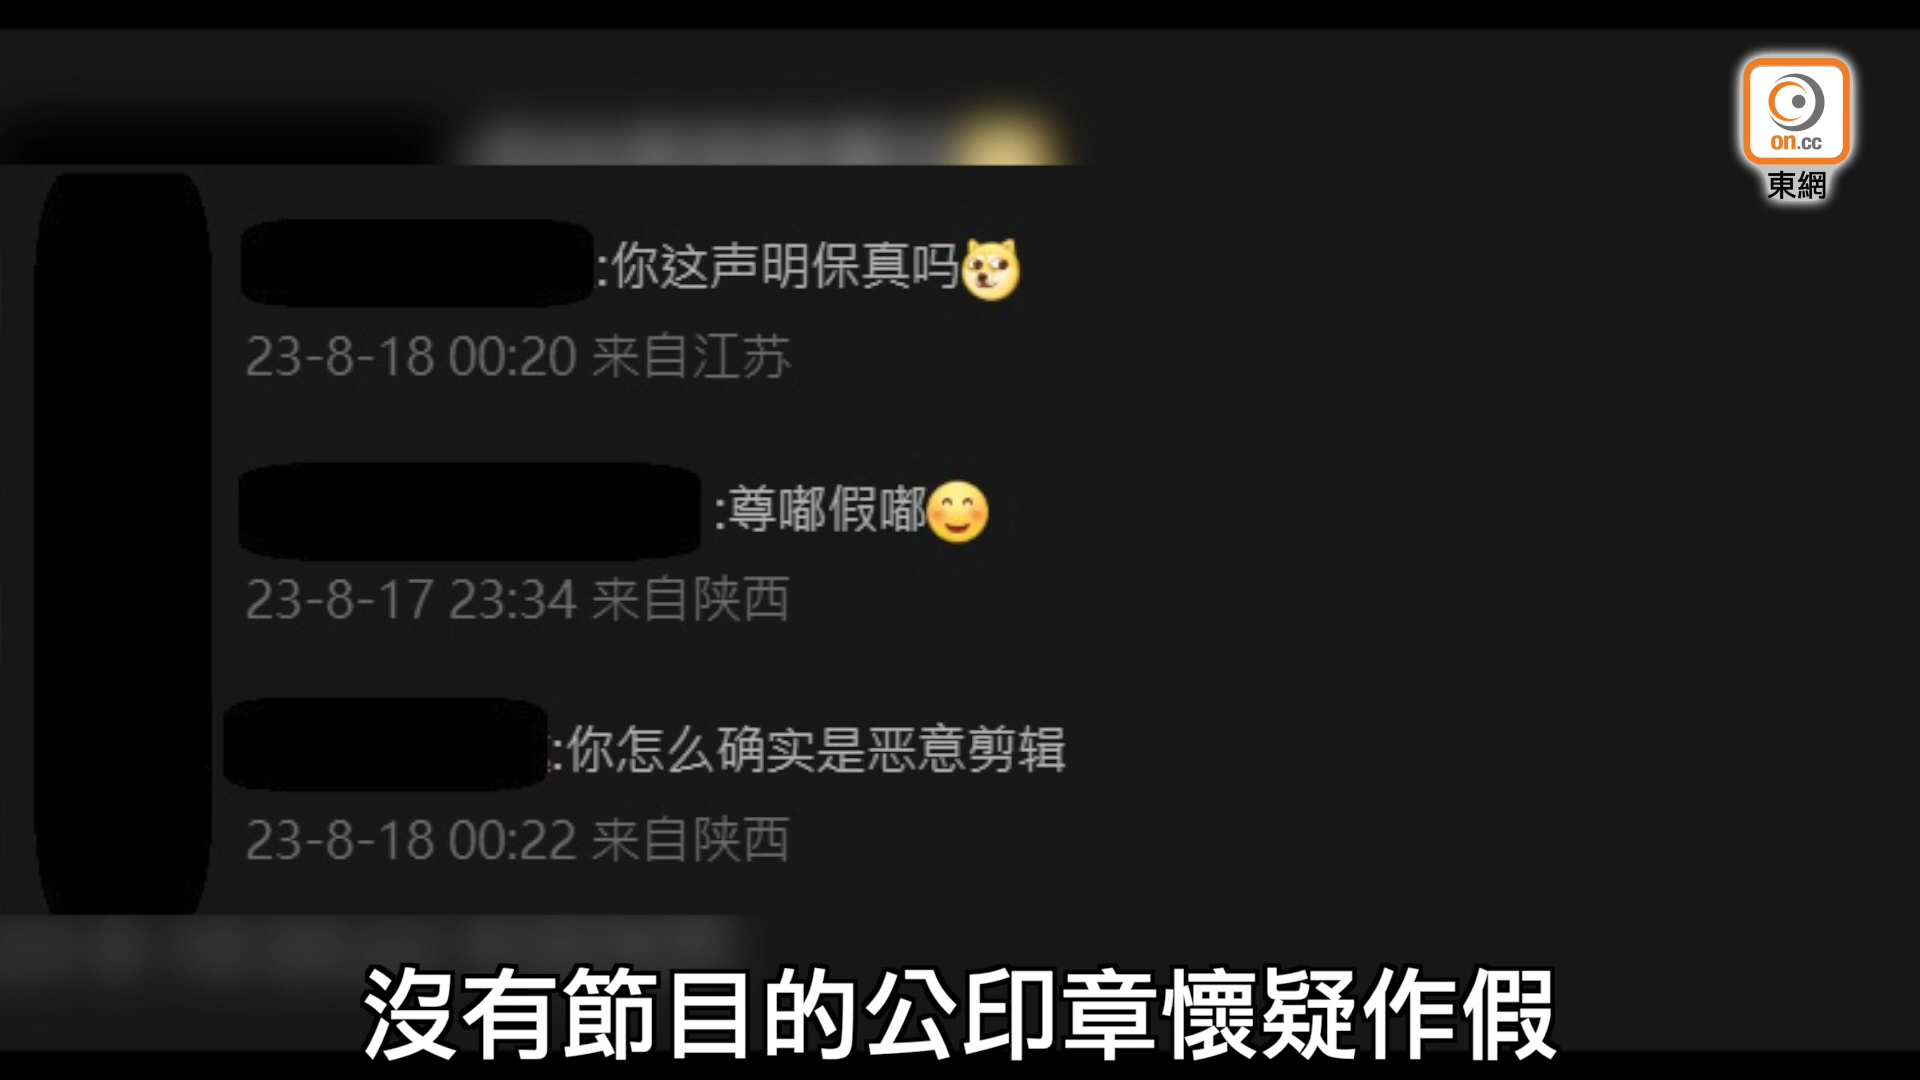 on.cc
東網
:你这声明保真吗
23-8-18 00:20 来自江苏
:尊嘟假嘟
23-8-17 23:34 来自陕西
:你怎么确实是恶意剪辑
23-8-18 00:22 来自陕西
沒有節目的公印章懷疑作假